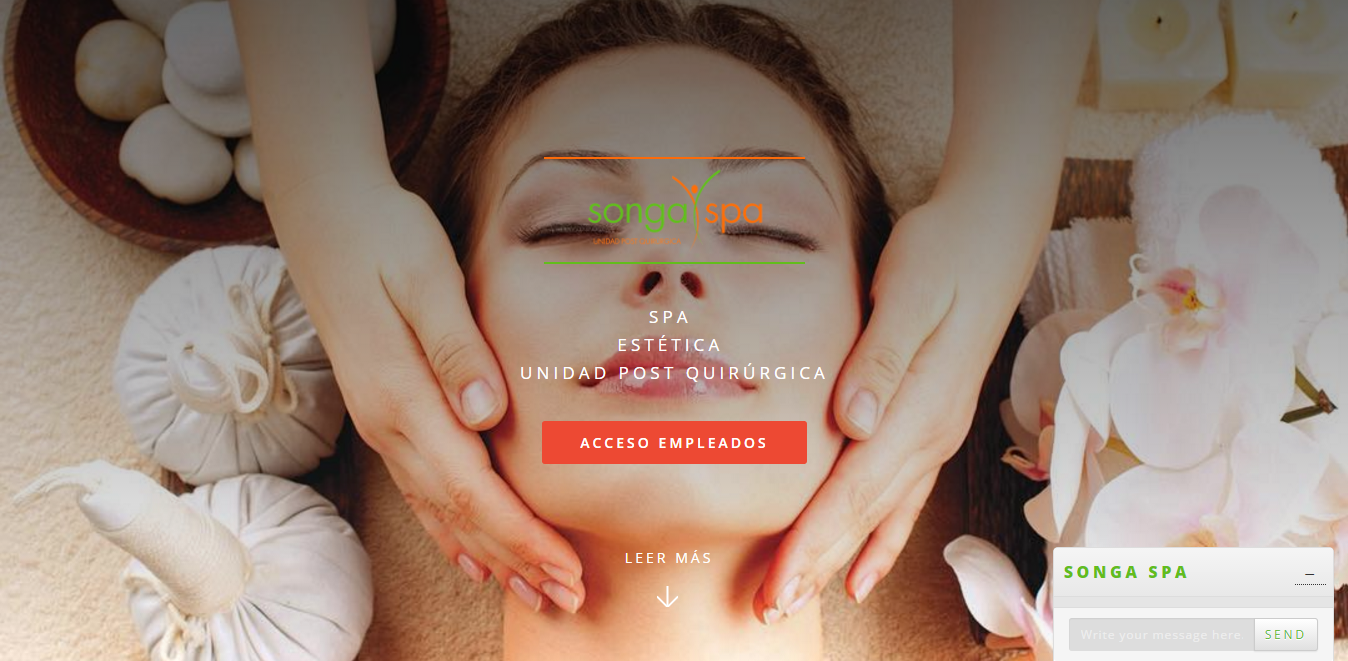 songa spa
SPA
ESTÉTICA
UNIDAD POST QUIRÚRGICA
ACCESO EMPLEADOS
LEER MÁS
SONGA SPA
Write your message here
SEND